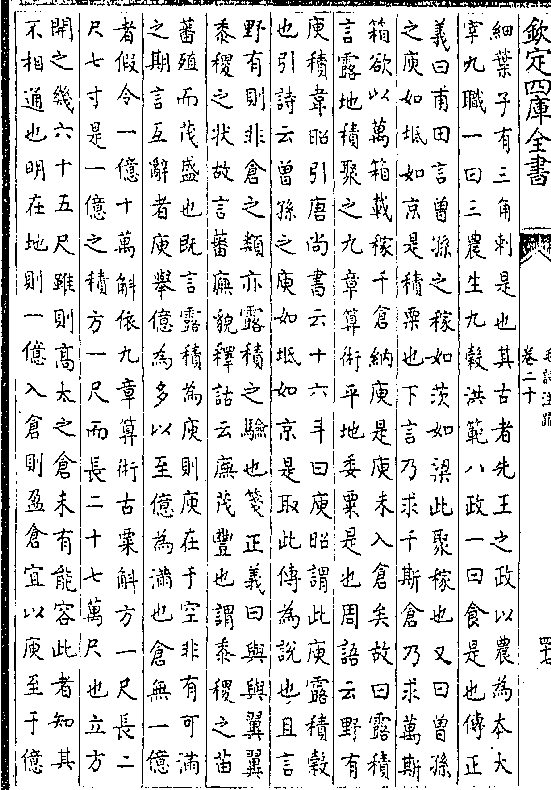 欽定四庫全書
卷二十
細葉子有三角刺是也其古者先王之政以農為本大
宰九職一曰三農生九穀洪範八政一曰食是也傳正
義曰甫田言曾孫之稼如茨如梁此聚稼也又曰曾孫
之庾如坻如京是積粟也下言乃求千斯倉乃求萬斯
箱欲以萬箱載稼千倉納庾是庾未入倉矣故曰露積
言露地積聚之九章算術平地委粟是也周語云野有
庾積韋昭引唐尚書云十六斗曰庾昭謂此庾露積穀
也引詩云曾孫之庾如坻如京是取此傳為說也且言
野有則非倉之類亦露積之驗也箋正義曰與與翼翼
黍稷之狀故言蕃廡貌釋詁云廡茂豐也謂黍稷之苗
蕃殖而茂盛也既言露積為庾則庾在于空非有可滿
之期言互辭者庾舉億為多以至億為滿也倉無一億
者假令一億十萬斛依九章算術古粟斛方一尺長二
尺七寸是一億之積方一尺而長二十七萬尺也立方
開之幾六十五尺雖則高大之倉未有能容此者知其
不相通也明在地則一億入倉則盈倉宜以庾至于億